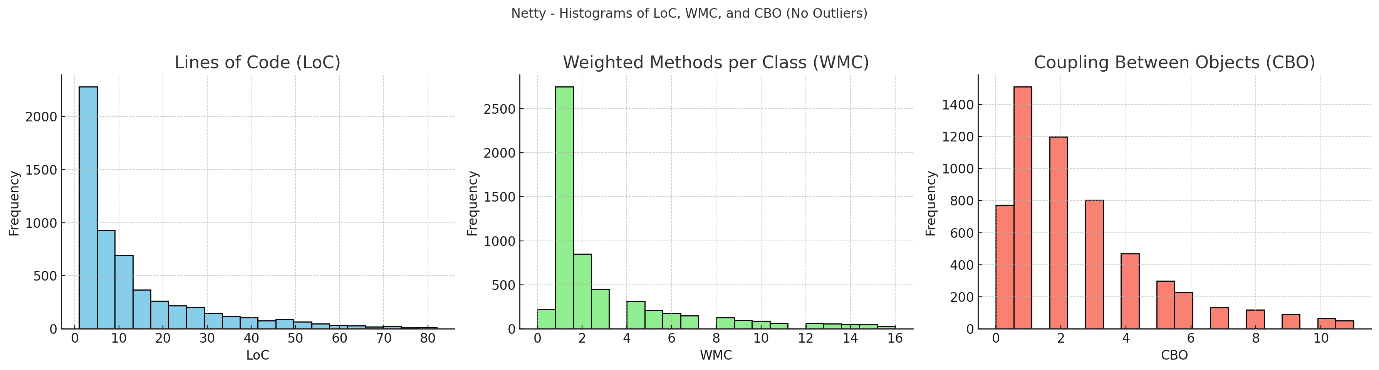 Netty - Histograms of LoC, WMC, and CBO (No Outliers)
Lines of Code (LoC)
Frequency
2000
1500
1000
500
0
0 10 20 30 40 50 60 70 80
LoC
Weighted Methods per Class (WMC)
Frequency
2500
2000
1500
1000
500
0
0 2 4 6 8 10 12 14 16
WMC
Coupling Between Objects (CBO)
Frequency
1400
1200
1000
800
600
400
200
0
0 2 4 6 8 10
CBO